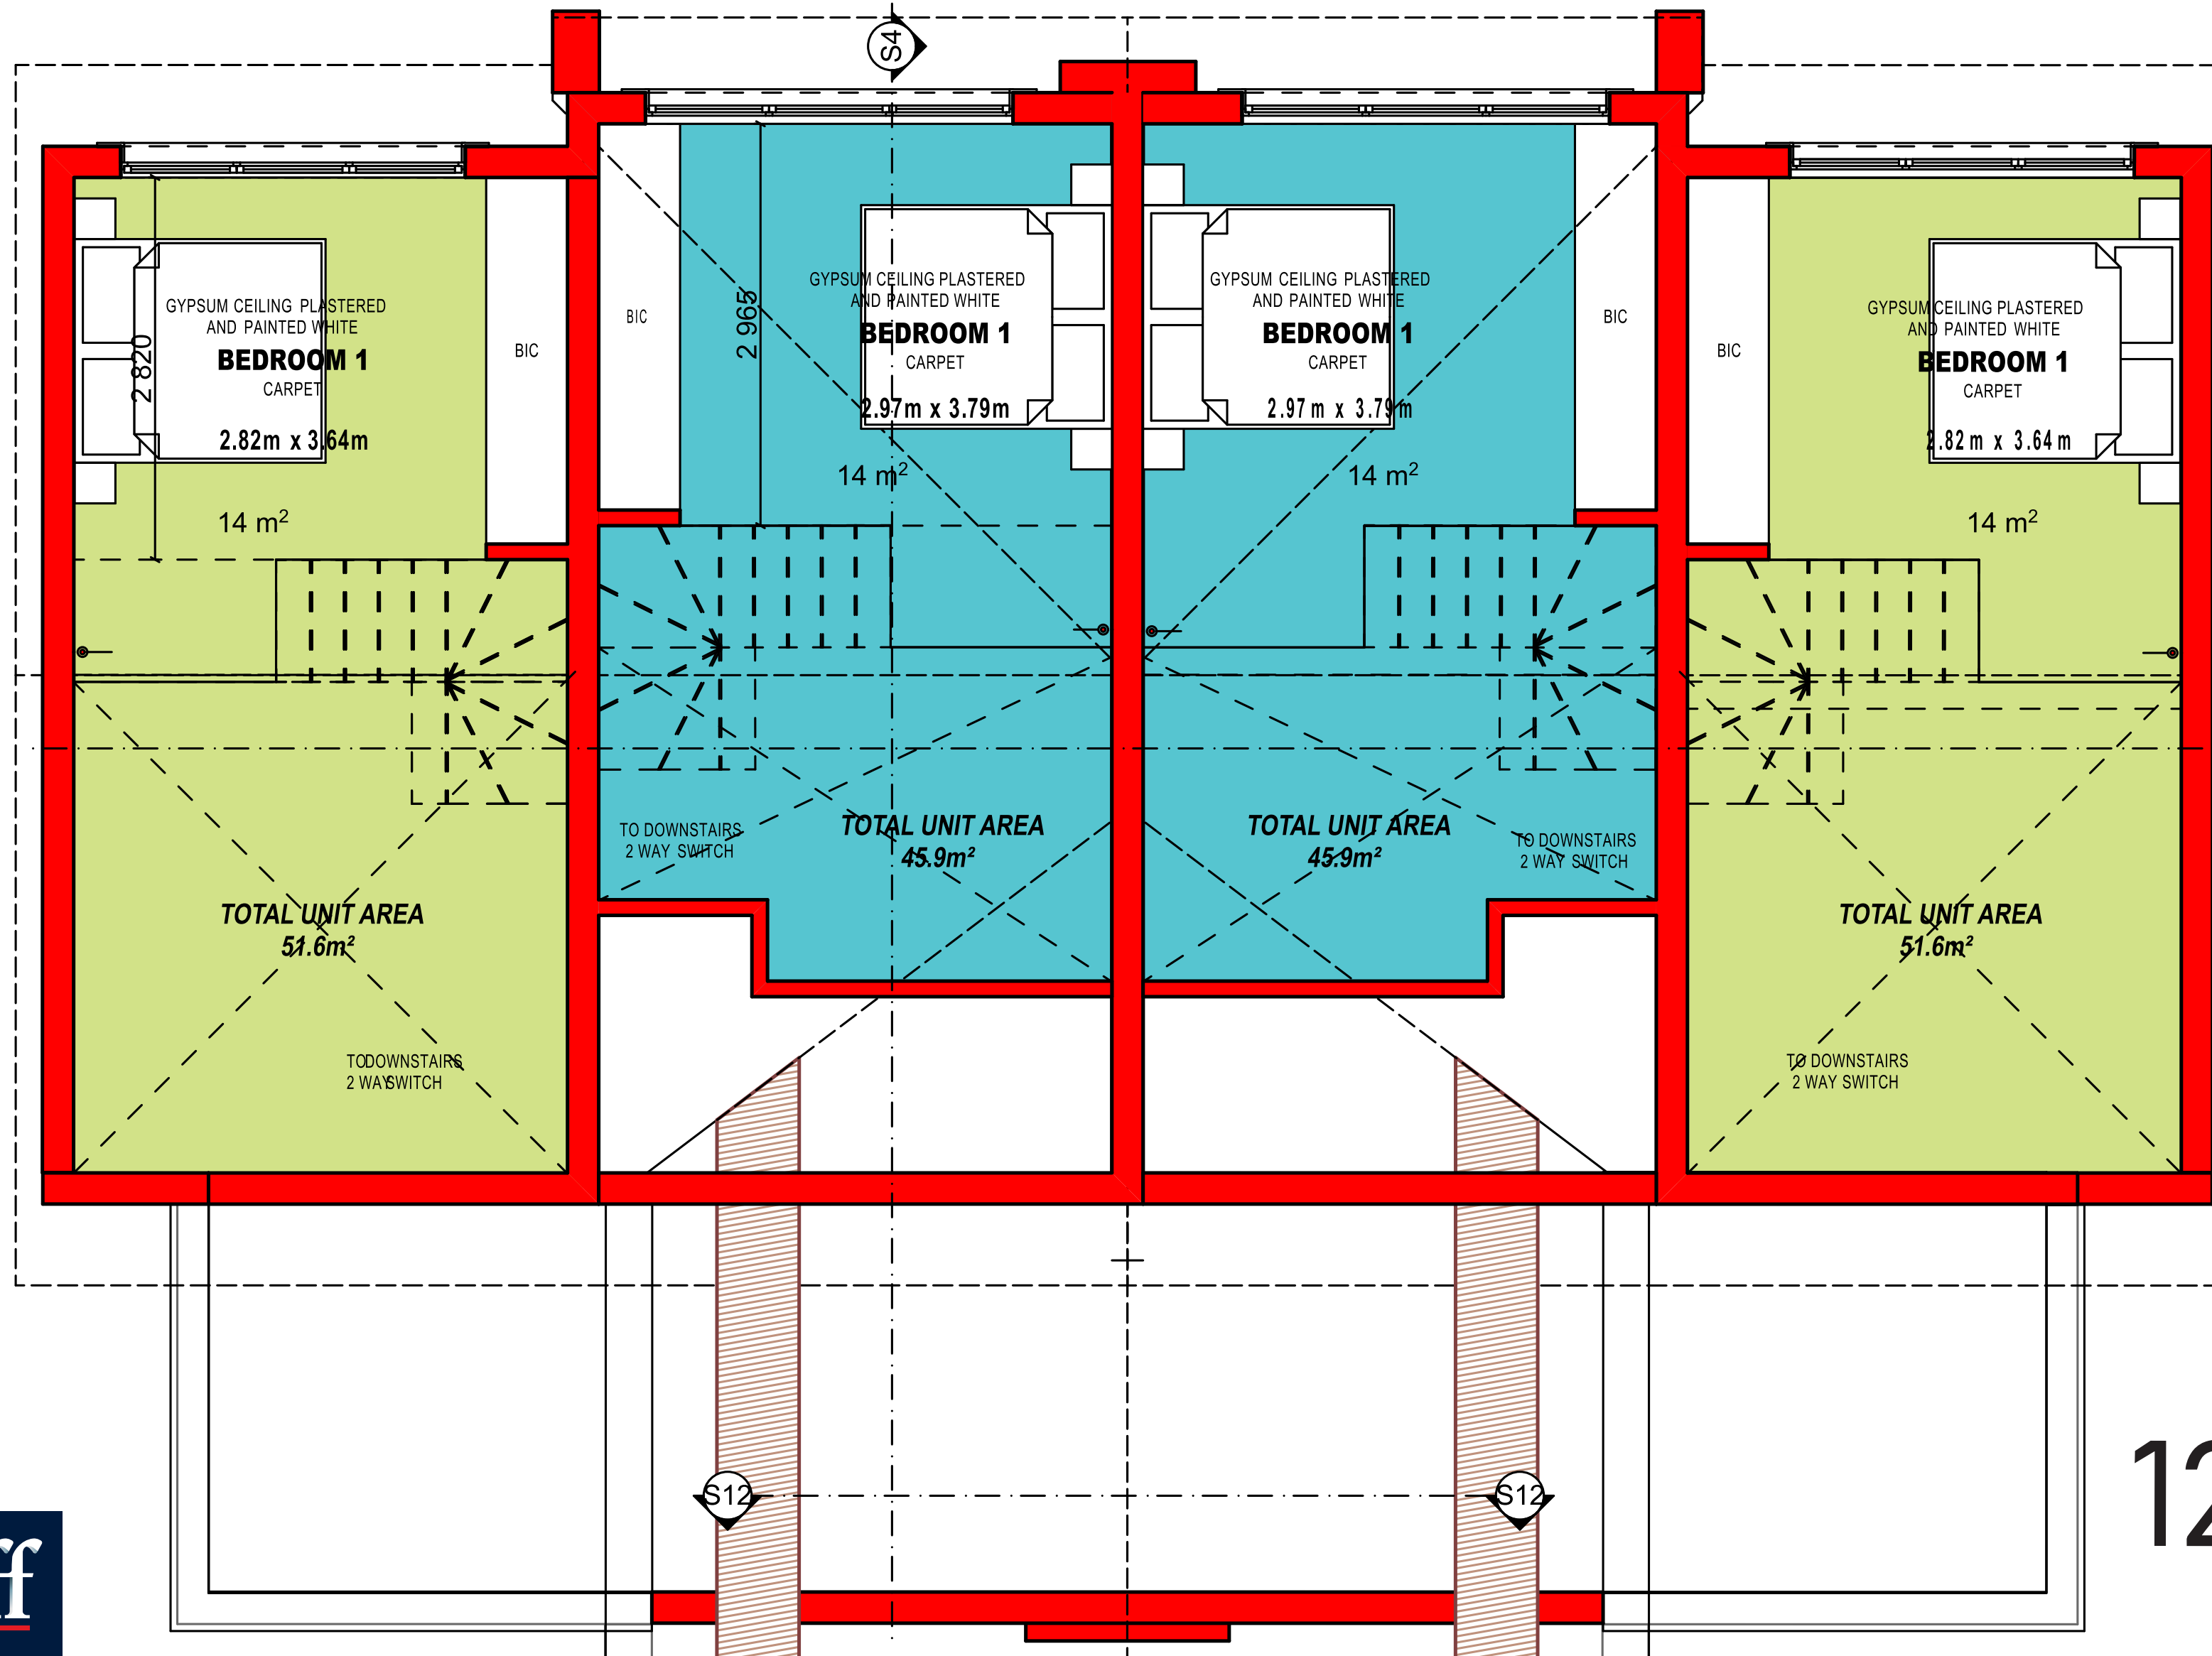 S4
GYPSUM CEILING PLASTERED
AND PAINTED WHITE
BEDROOM 1
CARPET
2.82m x 3.64m
2 820
BIC
14 m²
TOTAL UNIT AREA
51.6m²
TO DOWNSTAIRS
2 WAY SWITCH
BIC
2 965
GYPSUM CEILING PLASTERED
AND PAINTED WHITE
BEDROOM 1
CARPET
2.97m x 3.79m
14 m²
TO DOWNSTAIRS
2 WAY SWITCH
TOTAL UNIT AREA
45.9m²
GYPSUM CEILING PLASTERED
AND PAINTED WHITE
BEDROOM 1
CARPET
2.97m x 3.79m
14 m²
BIC
TOTAL UNIT AREA
45.9m²
TO DOWNSTAIRS
2 WAY SWITCH
BIC
GYPSUM CEILING PLASTERED
AND PAINTED WHITE
BEDROOM 1
CARPET
2.82m x 3.64m
14 m²
TOTAL UNIT AREA
51.6m²
TO DOWNSTAIRS
2 WAY SWITCH
S12
S12
12
ff